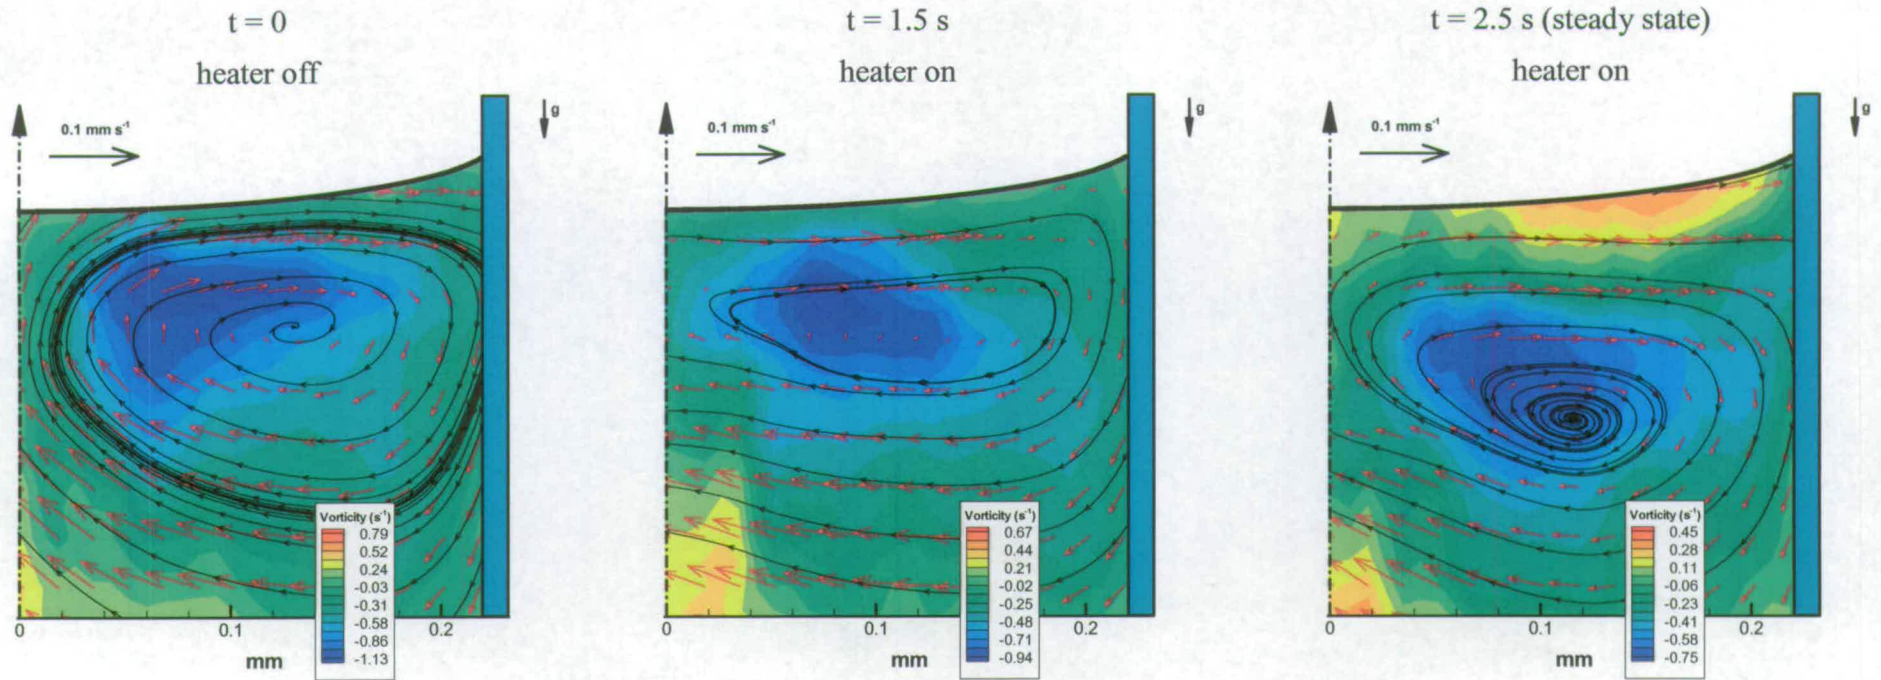 t = 0
heater off
0.1 mm s⁻¹
g
Vorticity (s⁻¹)
0.79
0.52
0.24
-0.03
-0.31
-0.58
-0.86
-1.13
0
0.1
0.2
mm
t = 1.5 s
heater on
0.1 mm s⁻¹
g
Vorticity (s⁻¹)
0.67
0.44
0.21
-0.02
-0.25
-0.48
-0.71
-0.94
0
0.1
0.2
mm
t = 2.5 s (steady state)
heater on
0.1 mm s⁻¹
g
Vorticity (s⁻¹)
0.45
0.28
0.11
-0.06
-0.23
-0.41
-0.58
-0.75
0
0.1
0.2
mm